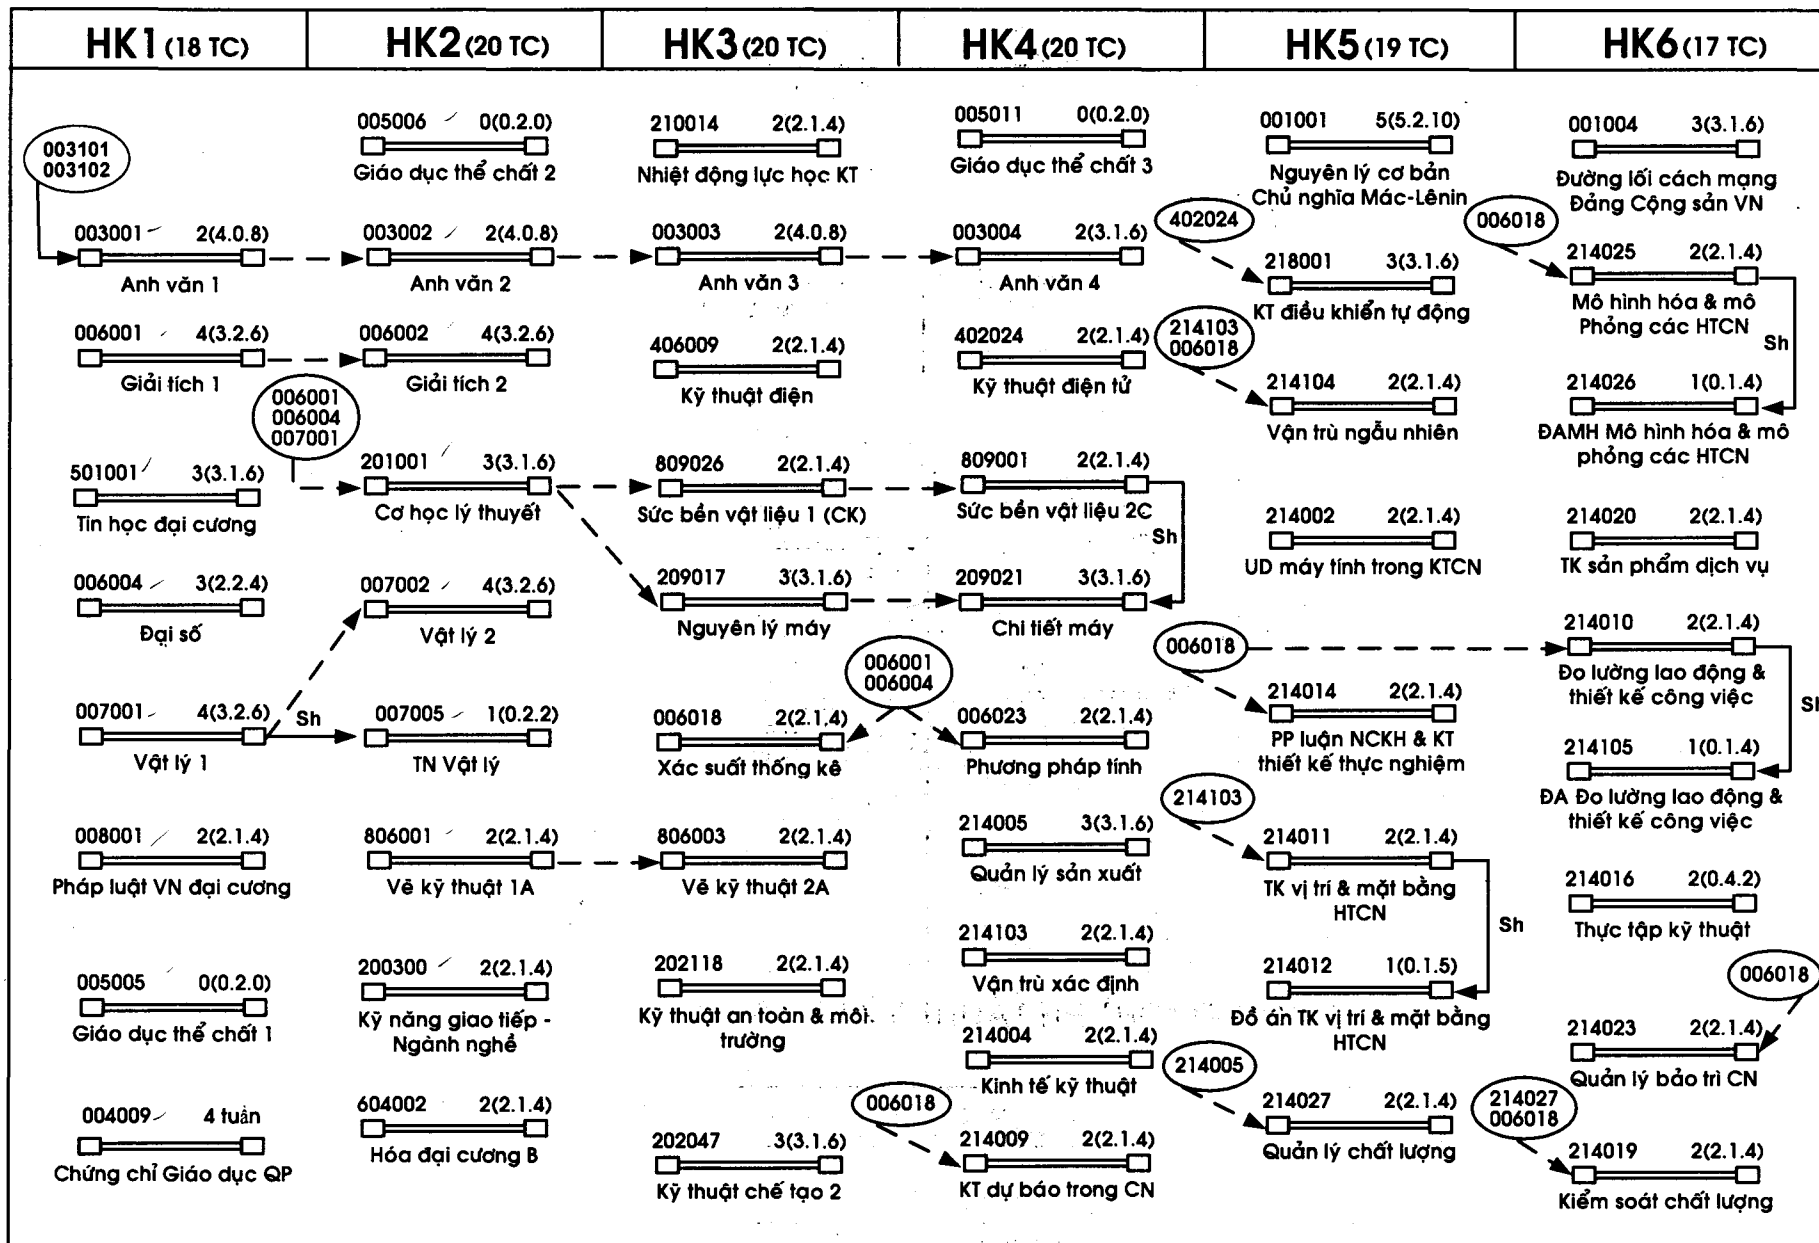 HK1 (18 TC)
HK2 (20 TC)
HK3 (20 TC)
HK4 (20 TC)
HK5 (19 TC)
HK6 (17 TC)
003101
003102
003001 2(4.0.8)
Anh văn 1
006001 4(3.2.6)
Giải tích 1
501001 3(3.1.6)
Tin học đại cương
006004 3(2.2.4)
Đại số
007001 4(3.2.6)
Vật lý 1
Sh
008001 2(2.1.4)
Pháp luật VN đại cương
005005 0(0.2.0)
Giáo dục thể chất 1
004009 4 tuần
Chứng chỉ Giáo dục QP
005006 0(0.2.0)
Giáo dục thể chất 2
003002 2(4.0.8)
Anh văn 2
006002 4(3.2.6)
Giải tích 2
006001
006004
007001
201001 3(3.1.6)
Cơ học lý thuyết
007002 4(3.2.6)
Vật lý 2
007005 1(0.2.2)
TN Vật lý
806001 2(2.1.4)
Vẽ kỹ thuật 1A
200300 2(2.1.4)
Kỹ năng giao tiếp -
Ngành nghề
604002 2(2.1.4)
Hóa đại cương B
210014 2(2.1.4)
Nhiệt động lực học KT
003003 2(4.0.8)
Anh văn 3
406009 2(2.1.4)
Kỹ thuật điện
809026 2(2.1.4)
Sức bền vật liệu 1 (CK)
209017 3(3.1.6)
Nguyên lý máy
006001
006004
006018 2(2.1.4)
Xác suất thống kê
806003 2(2.1.4)
Vẽ kỹ thuật 2A
202118 2(2.1.4)
Kỹ thuật an toàn & môi
trường
202047 3(3.1.6)
Kỹ thuật chế tạo 2
005011 0(0.2.0)
Giáo dục thể chất 3
003004 2(3.1.6)
Anh văn 4
402024 2(2.1.4)
Kỹ thuật điện tử
809001 2(2.1.4)
Sức bền vật liệu 2C
Sh
209021 3(3.1.6)
Chi tiết máy
006023 2(2.1.4)
Phương pháp tính
214005 3(3.1.6)
Quản lý sản xuất
214103 2(2.1.4)
Vận trù xác định
214004 2(2.1.4)
Kinh tế kỹ thuật
006018
214009 2(2.1.4)
KT dự báo trong CN
001001 5(5.2.10)
Nguyên lý cơ bản
Chủ nghĩa Mác-Lênin
402024
218001 3(3.1.6)
KT điều khiển tự động
214103
006018
214104 2(2.1.4)
Vận trù ngẫu nhiên
214002 2(2.1.4)
UD máy tính trong KTCN
006018
214014 2(2.1.4)
PP luận NCKH & KT
thiết kế thực nghiệm
214103
214011 2(2.1.4)
TK vị trí & mặt bằng
HTCN
Sh
214012 1(0.1.5)
Đồ án TK vị trí & mặt bằng
HTCN
214005
214027 2(2.1.4)
Quản lý chất lượng
001004 3(3.1.6)
Đường lối cách mạng
Đảng Cộng sản VN
006018
214025 2(2.1.4)
Mô hình hóa & mô
Phỏng các HTCN
Sh
214026 1(0.1.4)
ĐAMH Mô hình hóa & mô
phỏng các HTCN
214020 2(2.1.4)
TK sản phẩm dịch vụ
214010 2(2.1.4)
Đo lường lao động &
thiết kế công việc
Sh
214105 1(0.1.4)
ĐA Đo lường lao động &
thiết kế công việc
214016 2(0.4.2)
Thực tập kỹ thuật
006018
214023 2(2.1.4)
Quản lý bảo trì CN
214027
006018
214019 2(2.1.4)
Kiểm soát chất lượng